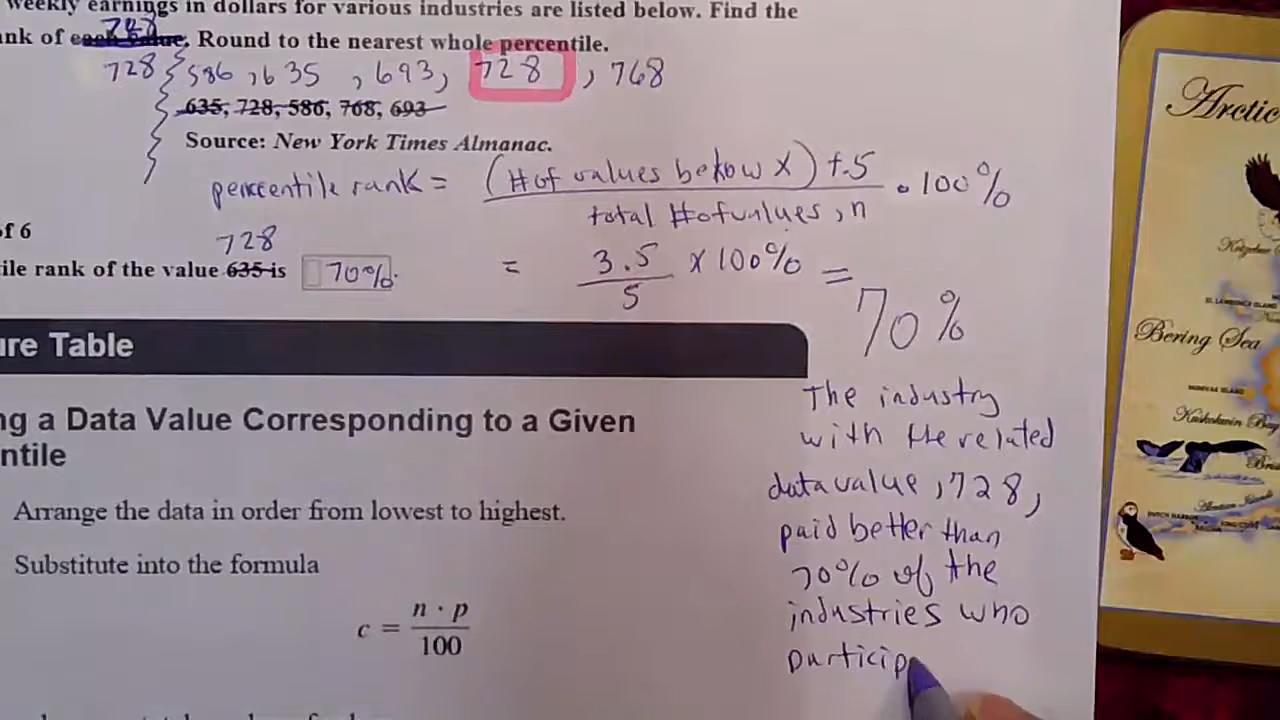 weekly earnings in dollars for various industries are listed below. Find the
728
nk of each value. Round to the nearest whole percentile.
728 586, 635, 693, 728, 768
635, 728, 586, 768, 693
Source: New York Times Almanac.
percentile rank = (# of values below x) + .5 / total # of values, n • 100%
of 6
728
ile rank of the value 635 is 70%.
= 3.5 / 5 x 100% = 70%
ure Table
ng a Data Value Corresponding to a Given
ntile
Arrange the data in order from lowest to highest.
Substitute into the formula
c = n · p / 100
The industry
with the related
data value, 728,
paid better than
70% of the
industries who
particip
Arctic
Bering Sea
Kuskokwim Bay